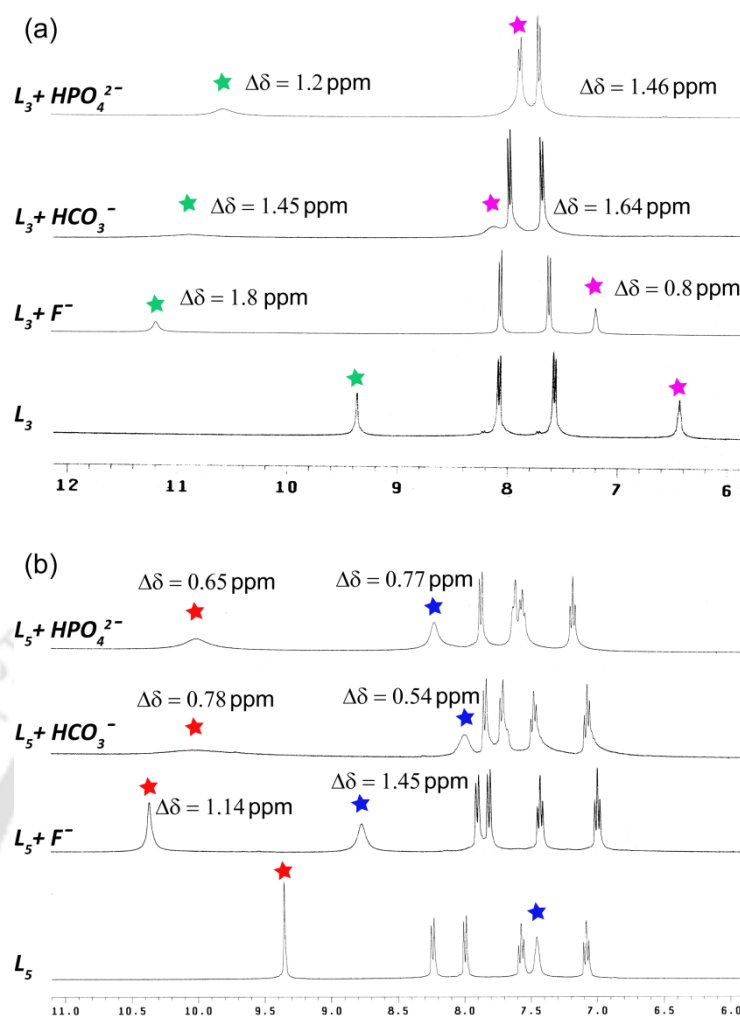 (a)
L₃ + HPO₄²⁻ Δδ = 1.2 ppm Δδ = 1.46 ppm
L₃ + HCO₃⁻ Δδ = 1.45 ppm Δδ = 1.64 ppm
L₃ + F⁻ Δδ = 1.8 ppm Δδ = 0.8 ppm
L₃
12 11 10 9 8 7 6
(b)
Δδ = 0.65 ppm Δδ = 0.77 ppm
L₅ + HPO₄²⁻
Δδ = 0.78 ppm Δδ = 0.54 ppm
L₅ + HCO₃⁻
Δδ = 1.14 ppm Δδ = 1.45 ppm
L₅ + F⁻
L₅
11.0 10.5 10.0 9.5 9.0 8.5 8.0 7.5 7.0 6.5 6.0